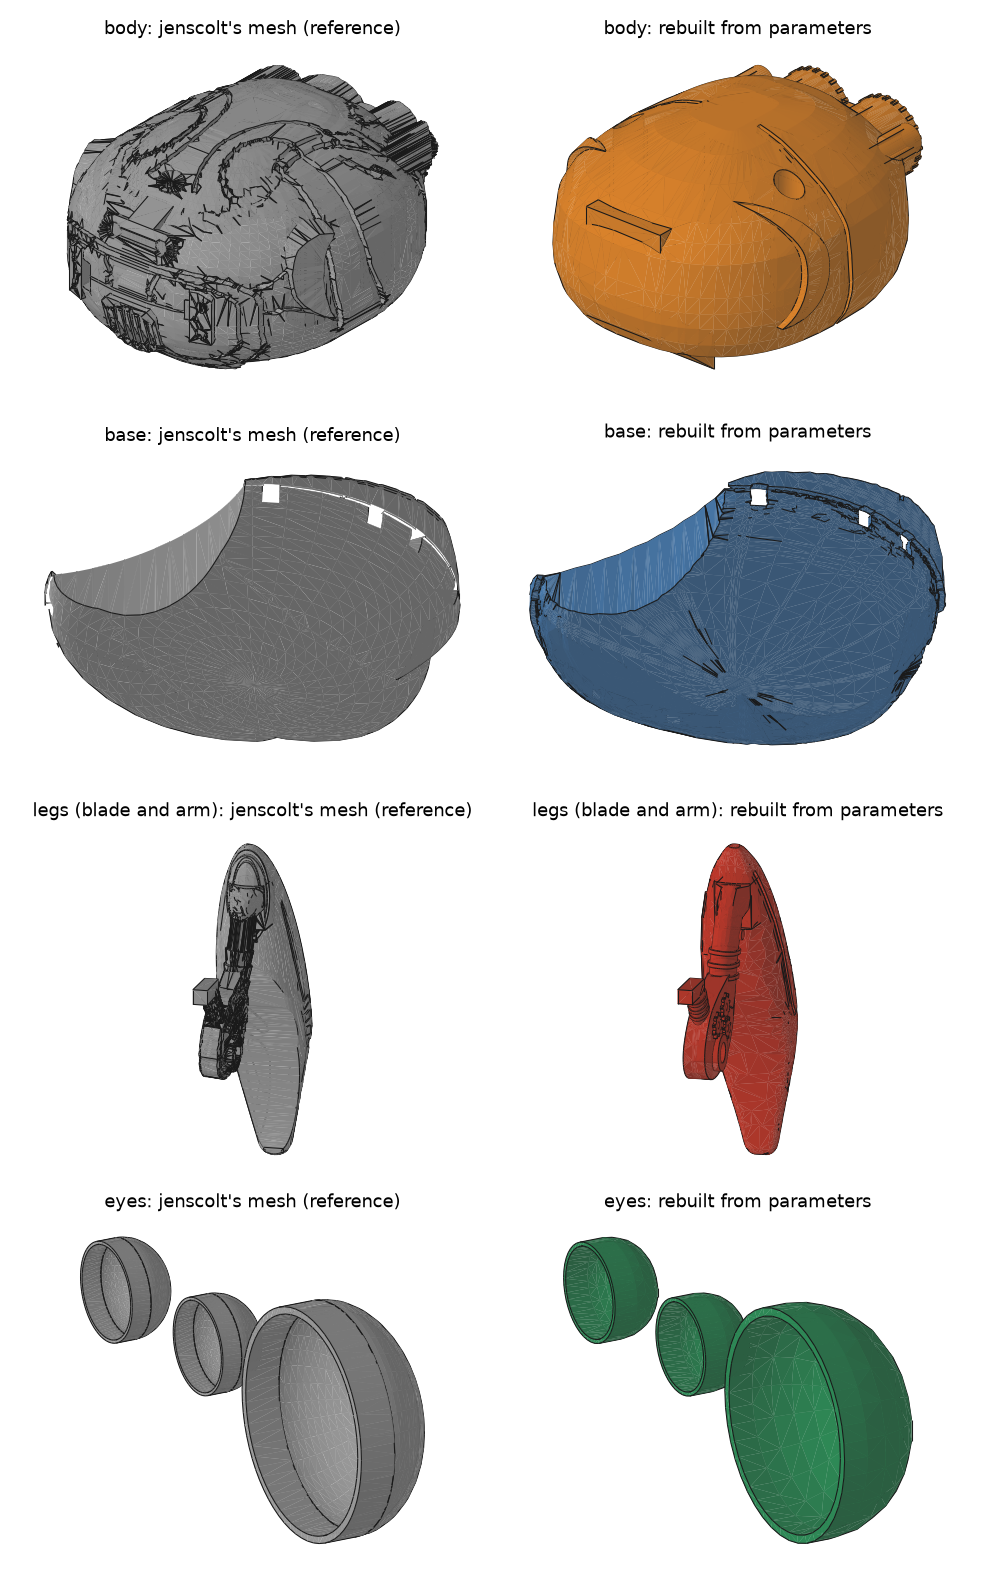 body: jenscolt's mesh (reference)
body: rebuilt from parameters
base: jenscolt's mesh (reference)
base: rebuilt from parameters
legs (blade and arm): jenscolt's mesh (reference)
legs (blade and arm): rebuilt from parameters
eyes: jenscolt's mesh (reference)
eyes: rebuilt from parameters